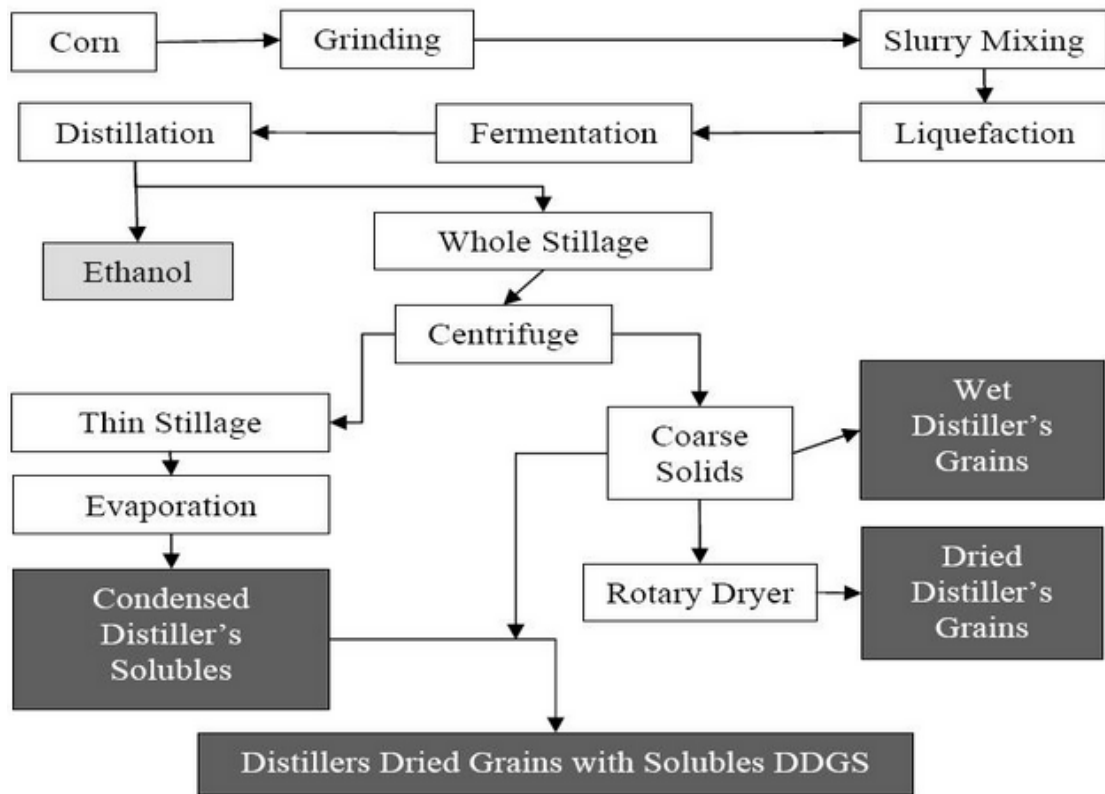 Corn
Grinding
Slurry Mixing
Distillation
Fermentation
Liquefaction
Ethanol
Whole Stillage
Centrifuge
Thin Stillage
Coarse
Solids
Wet
Distiller’s
Grains
Evaporation
Rotary Dryer
Dried
Distiller’s
Grains
Condensed
Distiller’s
Solubles
Distillers Dried Grains with Solubles DDGS